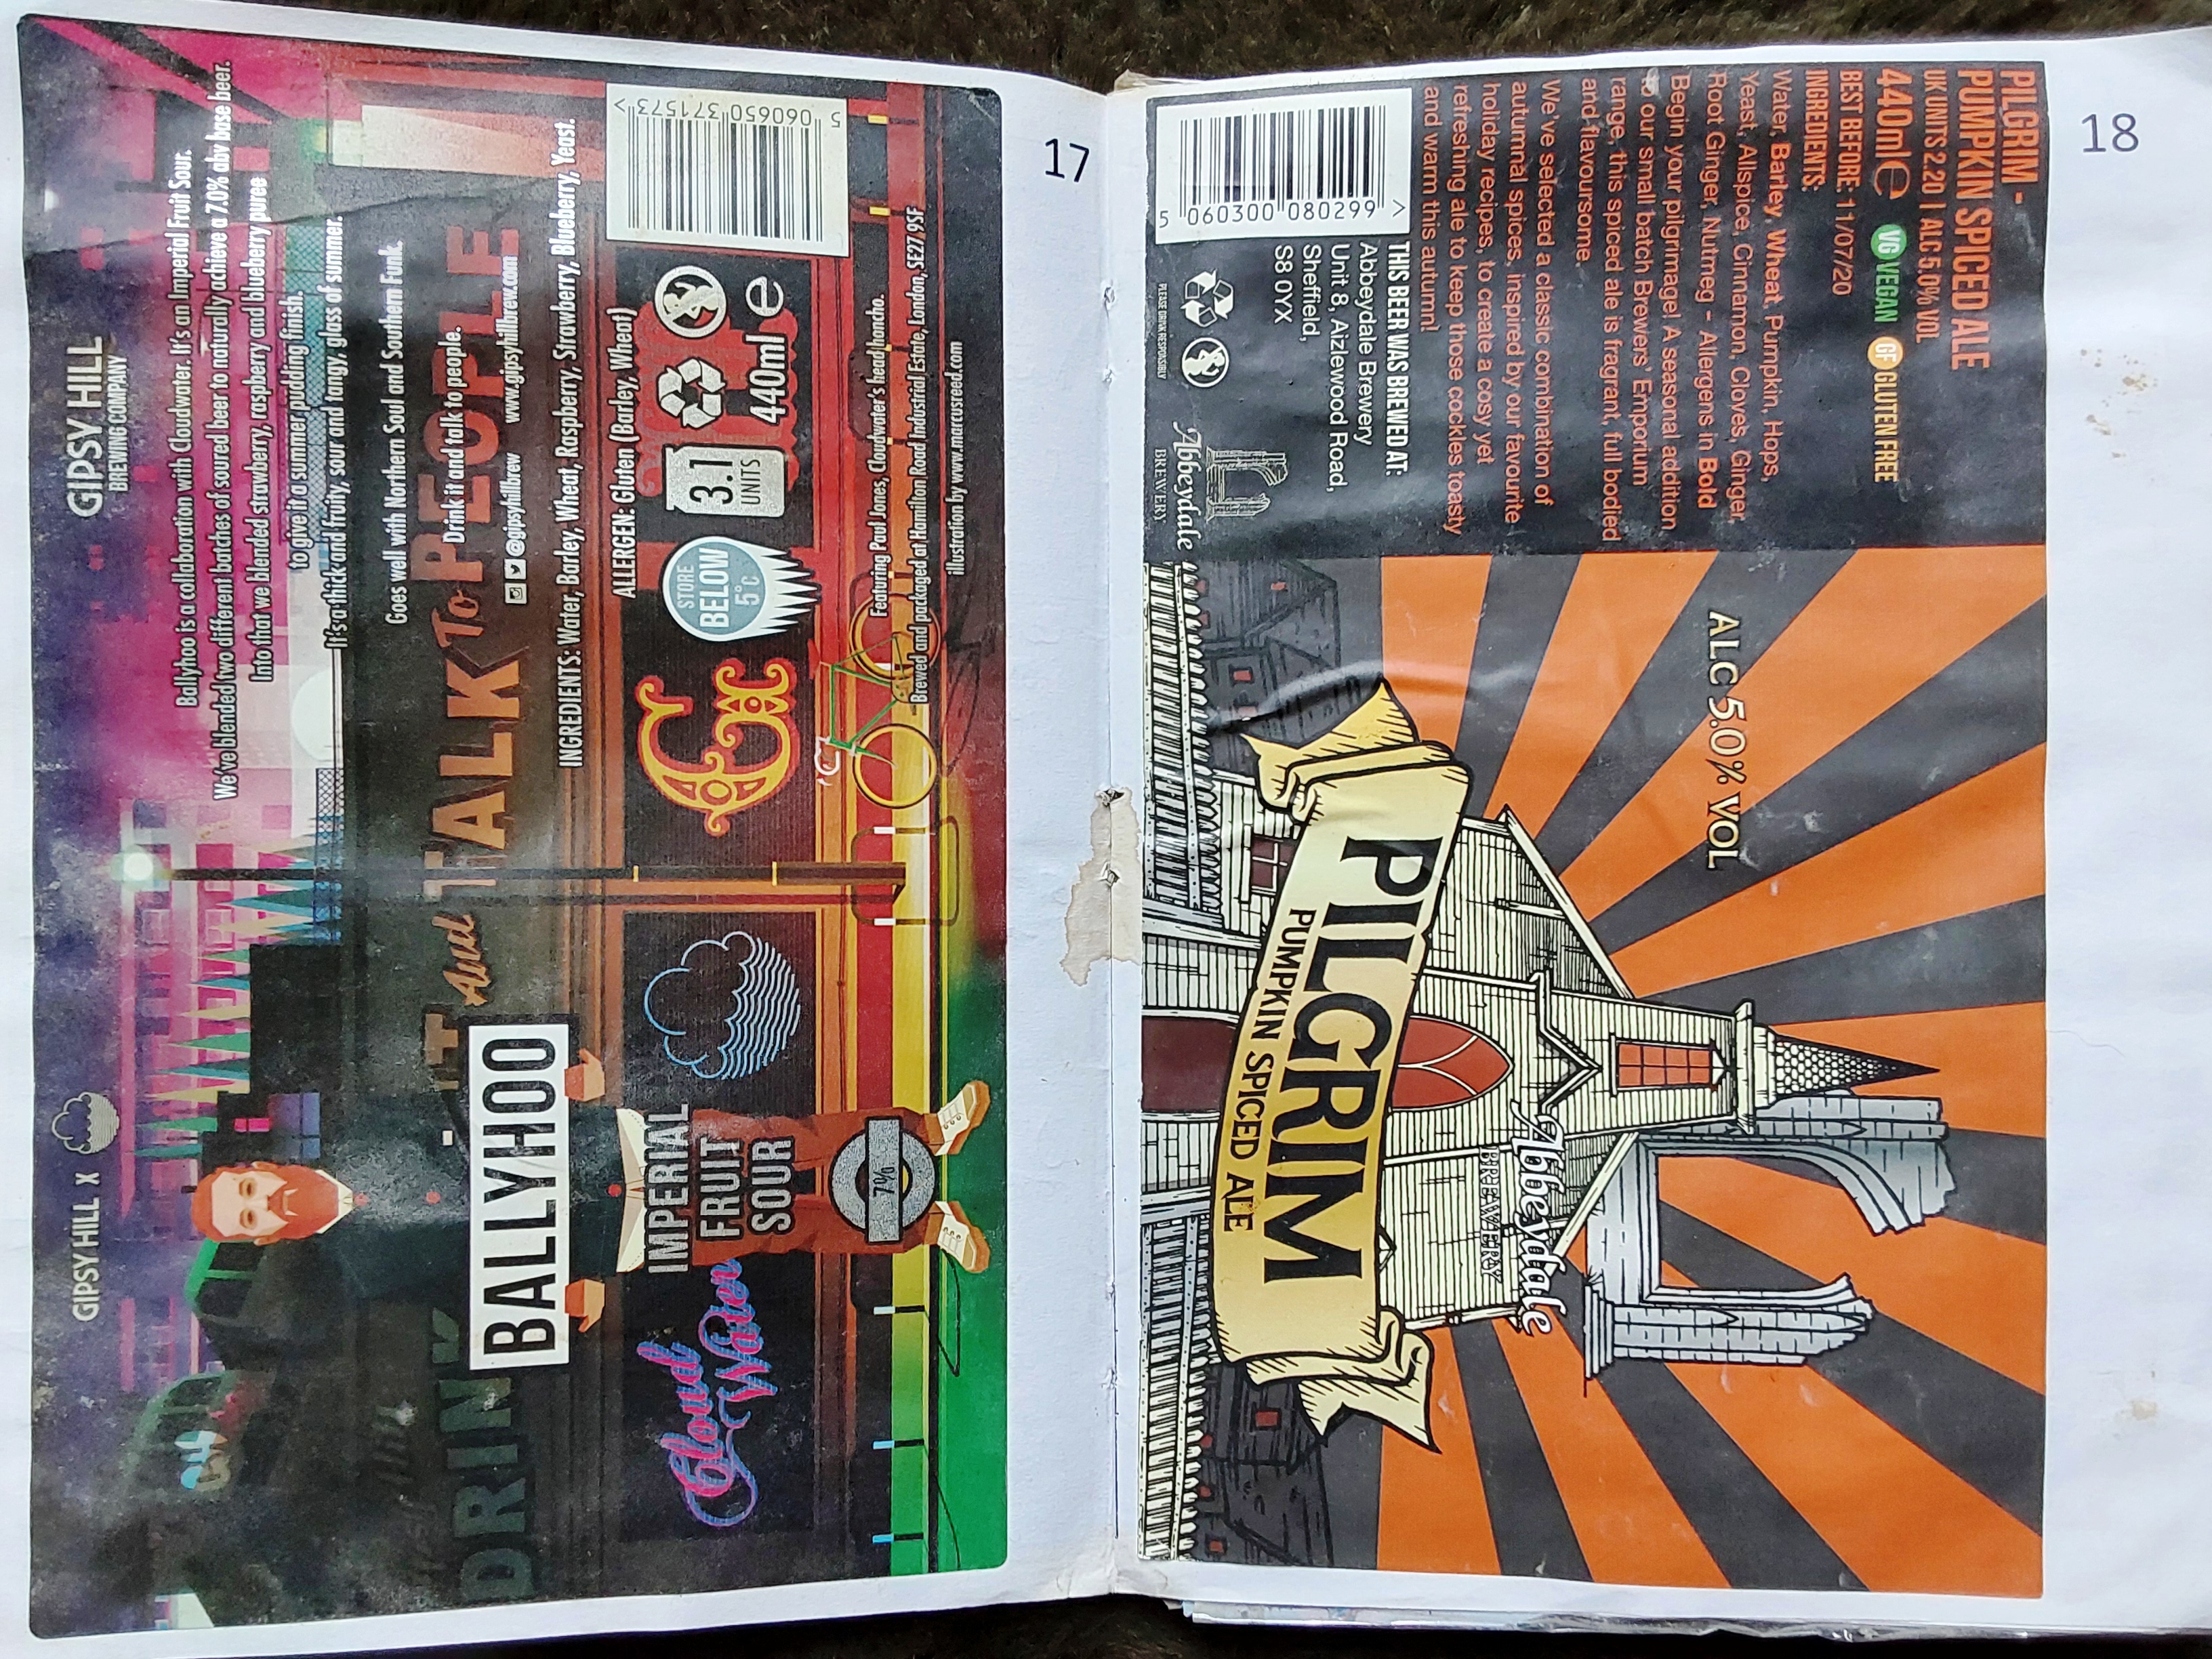 17
GIPSY HILL
BREWING COMPANY
Ballyhoo is a collaboration with Cloudwater. It's an Imperial Fruit Sour.
We've blended two different batches of soured beer to naturally achieve a 7.0% abv base beer.
Into that we blended strawberry, raspberry and blueberry puree
to give it a summer pudding finish.
It's a thick and fruity, sour and tangy, glass of summer.
Goes well with Northern Soul and Southern Funk.
Drink it and talk to people.
@gipsyhillbrew www.gipsyhillbrew.com
INGREDIENTS: Water, Barley, Wheat, Raspberry, Strawberry, Blueberry, Yeast.
ALLERGEN: Gluten (Barley, Wheat)
STORE
BELOW
5°C
3.1
UNITS
440ml e
5 060650 371573 >
Featuring Paul Jones, Cloudwater's head honcho.
Brewed and packaged at Hamilton Road Industrial Estate, London, SE27 9SF
illustration by www.marcusreed.com
GIPSY HILL X
DRINK
And TALK To PEOPLE
BALLYHOO
IMPERIAL
FRUIT
SOUR
7%
Cloud
Water
18
PILGRIM -
PUMPKIN SPICED ALE
UK UNITS 2.20 | ALC 5.0% VOL
440ml e VG VEGAN GF GLUTEN FREE
BEST BEFORE: 11/07/20
INGREDIENTS:
Water, Barley, Wheat, Pumpkin, Hops,
Yeast, Allspice, Cinnamon, Cloves, Ginger,
Root Ginger, Nutmeg - Allergens in Bold
Begin your pilgrimage! A seasonal addition
to our small batch Brewers' Emporium
range, this spiced ale is fragrant, full bodied
and flavoursome.
We've selected a classic combination of
autumnal spices, inspired by our favourite
holiday recipes, to create a cosy yet
refreshing ale to keep those cockles toasty
and warm this autumn!
THIS BEER WAS BREWED AT:
Abbeydale Brewery
Unit 8, Aizlewood Road,
Sheffield,
S8 0YX
5 060300 080299 >
PLEASE DRINK RESPONSIBLY
Abbeydale
BREWERY
ALC 5.0% VOL
Abbeydale
BREWERY
PILGRIM
PUMPKIN SPICED ALE